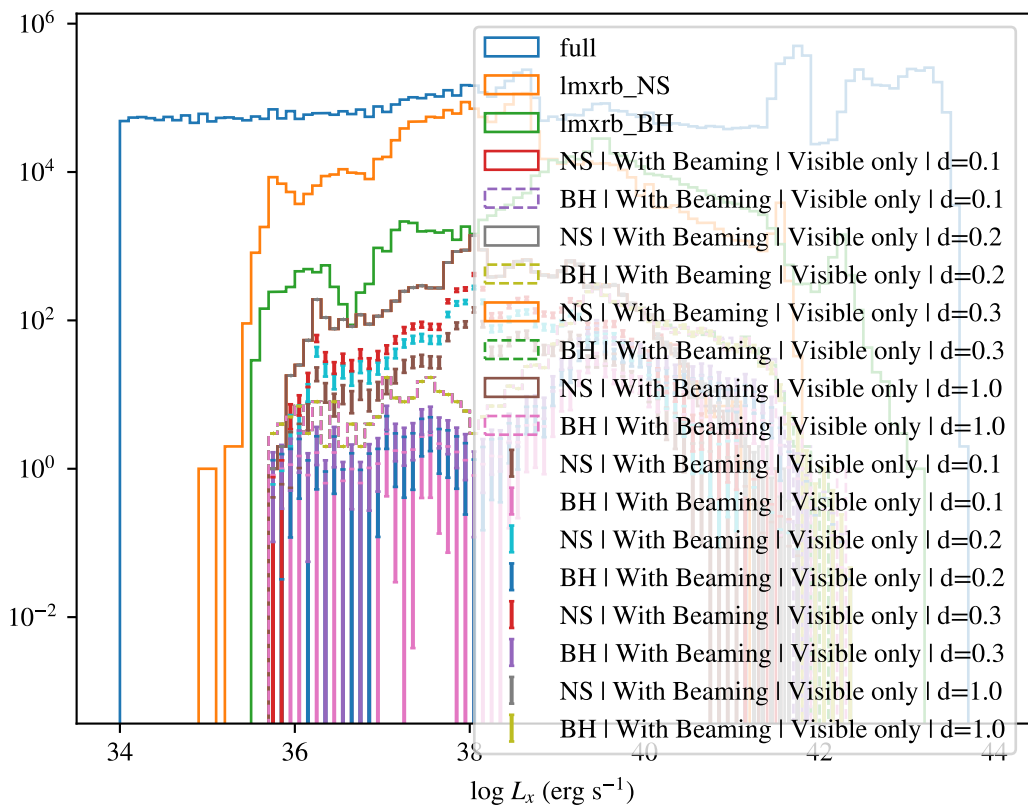 10^6
10^4
10^2
10^0
10^−2
full
lmxrb_NS
lmxrb_BH
NS | With Beaming | Visible only | d=0.1
BH | With Beaming | Visible only | d=0.1
NS | With Beaming | Visible only | d=0.2
BH | With Beaming | Visible only | d=0.2
NS | With Beaming | Visible only | d=0.3
BH | With Beaming | Visible only | d=0.3
NS | With Beaming | Visible only | d=1.0
BH | With Beaming | Visible only | d=1.0
NS | With Beaming | Visible only | d=0.1
BH | With Beaming | Visible only | d=0.1
NS | With Beaming | Visible only | d=0.2
BH | With Beaming | Visible only | d=0.2
NS | With Beaming | Visible only | d=0.3
BH | With Beaming | Visible only | d=0.3
NS | With Beaming | Visible only | d=1.0
BH | With Beaming | Visible only | d=1.0
34 36 38 40 42 44
log L_x (erg s^−1)